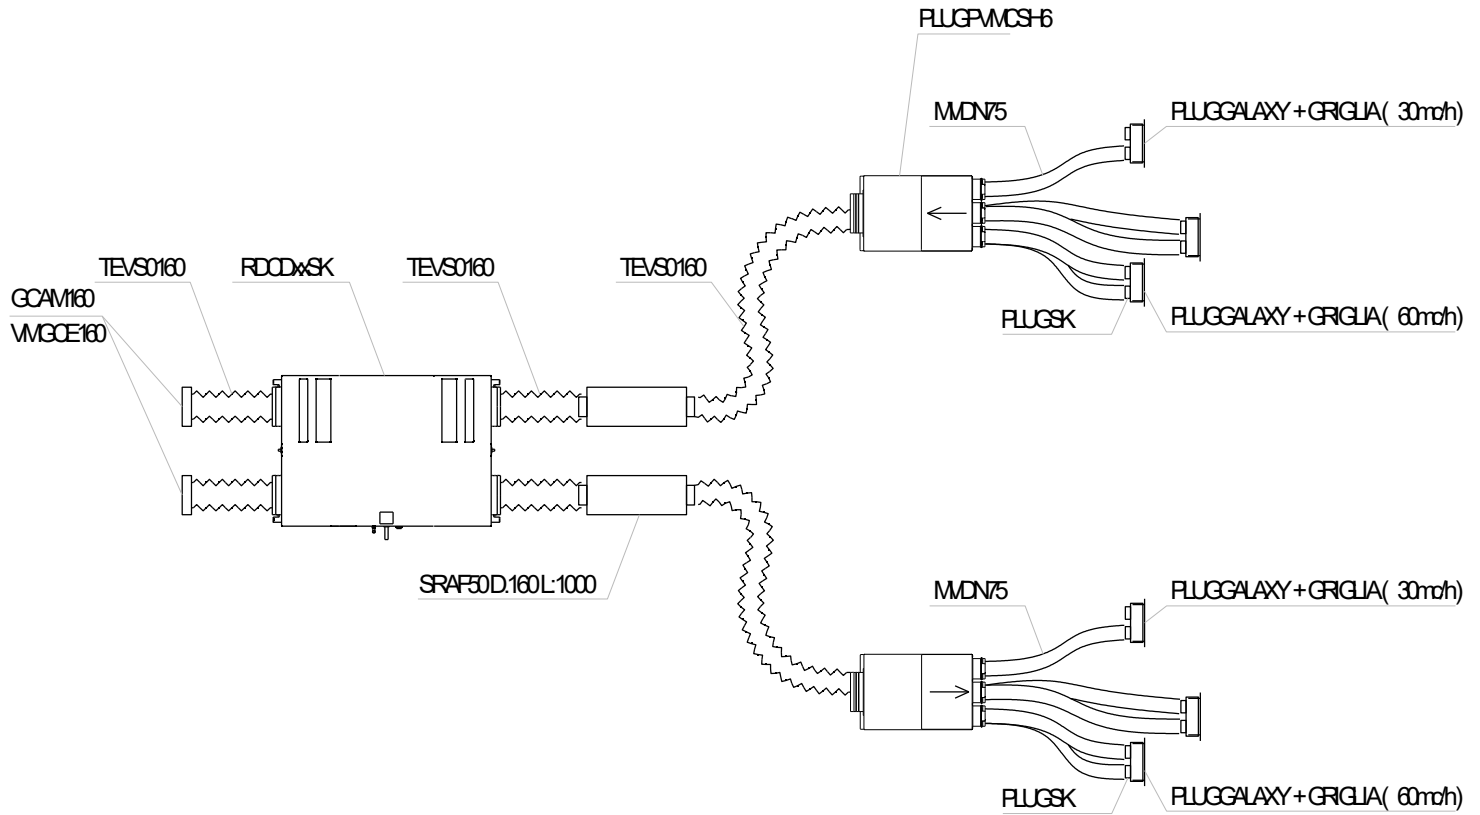 PLUGPVMCSH6
MVDN75
PLUGGALAXY + GRIGLIA ( 30mc/h)
TEVS0160
RDCDxxSK
TEVS0160
TEVS0160
GCAM160
VMGCE160
PLUGSK
PLUGGALAXY + GRIGLIA ( 60mc/h)
SRAF50 D.160 L:1000
MVDN75
PLUGGALAXY + GRIGLIA ( 30mc/h)
PLUGSK
PLUGGALAXY + GRIGLIA ( 60mc/h)